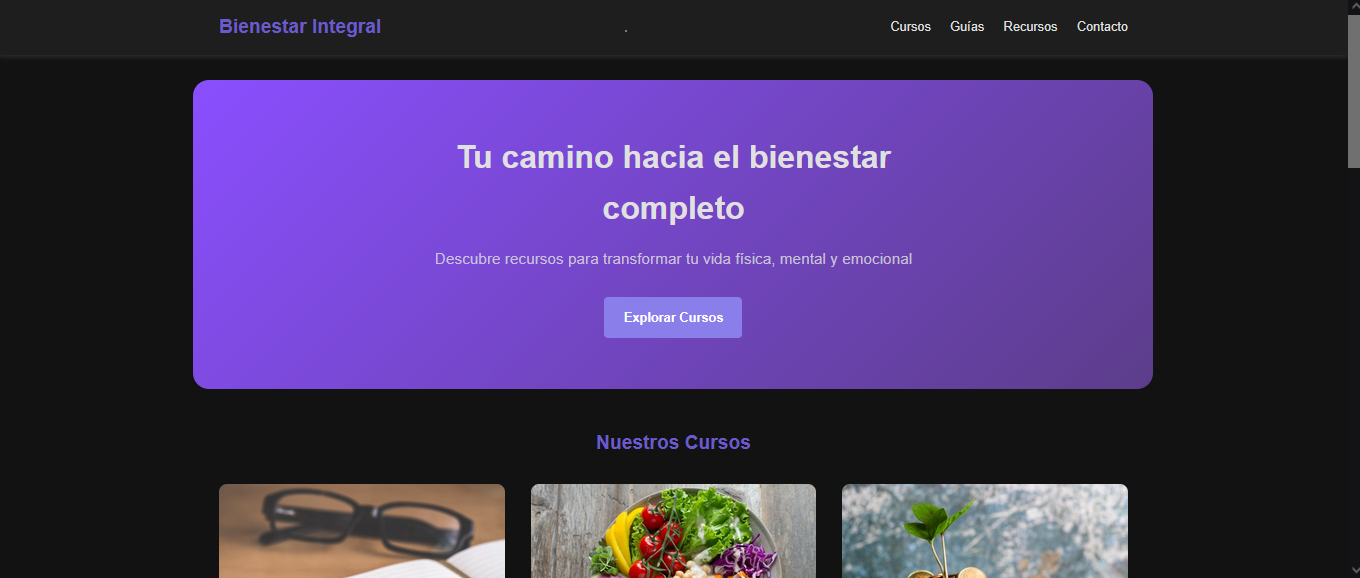 Bienestar Integral
Cursos Guías Recursos Contacto
Tu camino hacia el bienestar
completo
Descubre recursos para transformar tu vida física, mental y emocional
Explorar Cursos
Nuestros Cursos